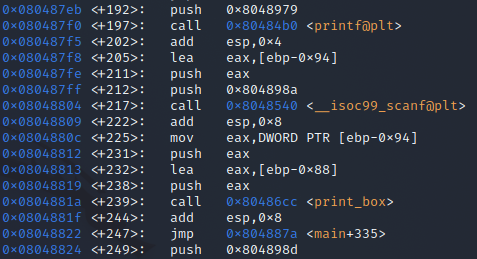 0x080487eb <+192>: push 0x8048979
0x080487f0 <+197>: call 0x80484b0 <printf@plt>
0x080487f5 <+202>: add esp,0x4
0x080487f8 <+205>: lea eax,[ebp-0x94]
0x080487fe <+211>: push eax
0x080487ff <+212>: push 0x804898a
0x08048804 <+217>: call 0x8048540 <__isoc99_scanf@plt>
0x08048809 <+222>: add esp,0x8
0x0804880c <+225>: mov eax,DWORD PTR [ebp-0x94]
0x08048812 <+231>: push eax
0x08048813 <+232>: lea eax,[ebp-0x88]
0x08048819 <+238>: push eax
0x0804881a <+239>: call 0x80486cc <print_box>
0x0804881f <+244>: add esp,0x8
0x08048822 <+247>: jmp 0x804887a <main+335>
0x08048824 <+249>: push 0x804898d